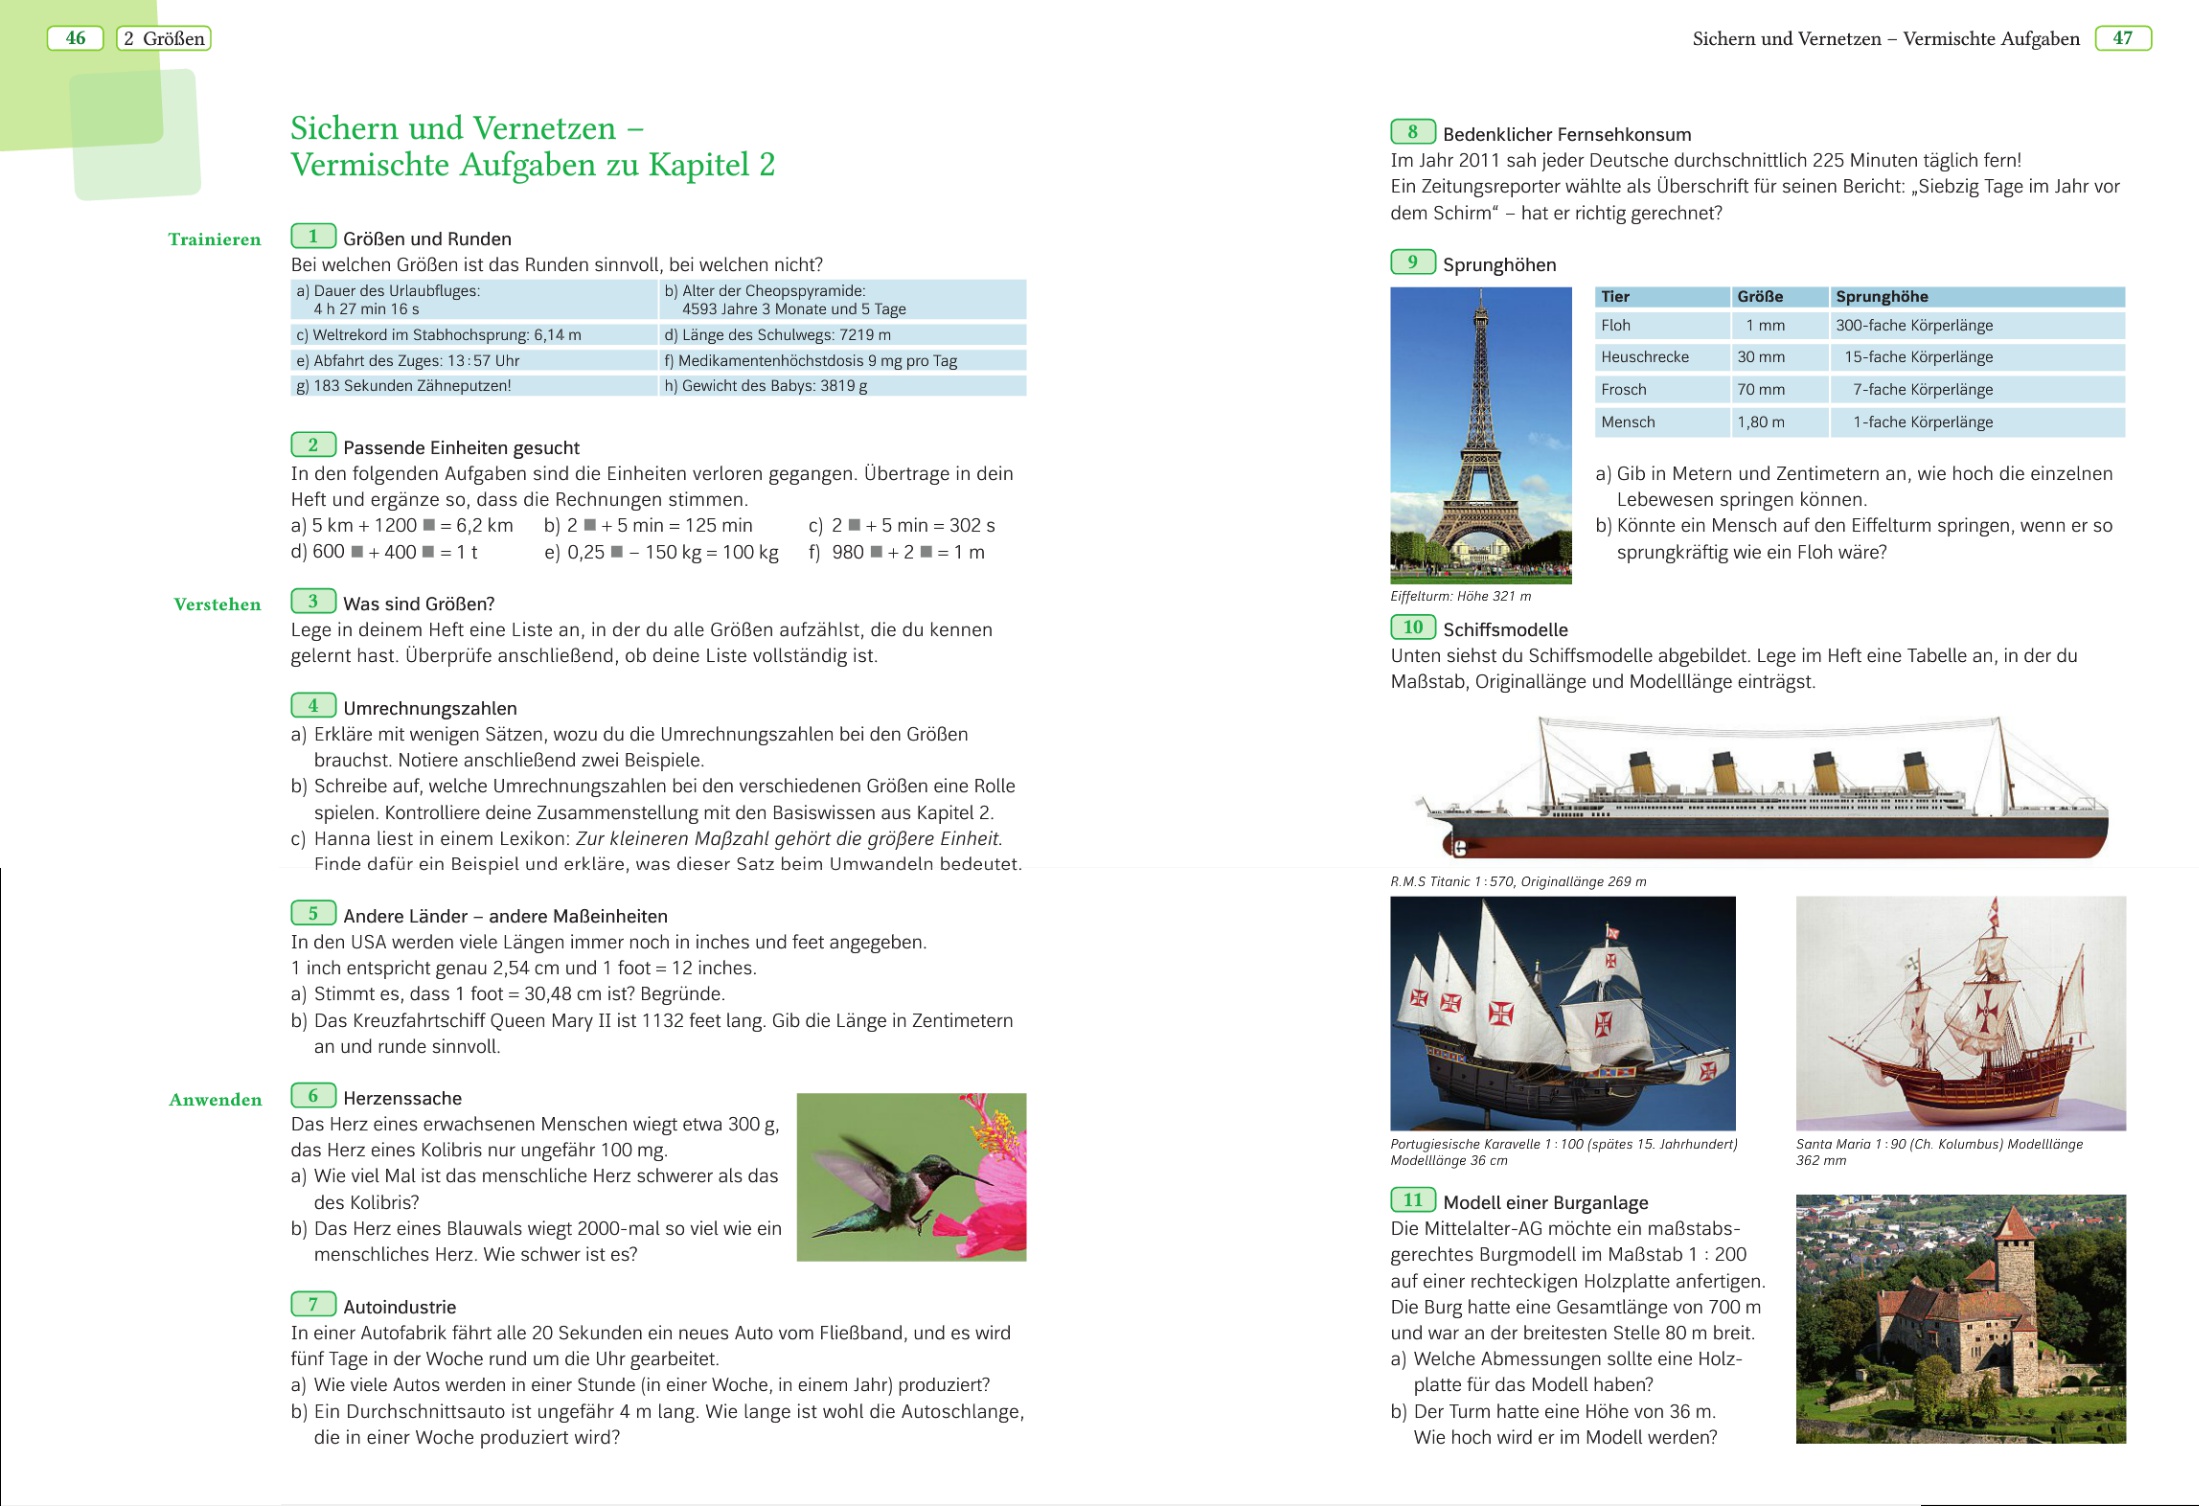 46
2 Größen
Sichern und Vernetzen –
Vermischte Aufgaben zu Kapitel 2
Trainieren
1 Größen und Runden
Bei welchen Größen ist das Runden sinnvoll, bei welchen nicht?
a) Dauer des Urlaubfluges:
4 h 27 min 16 s
b) Alter der Cheopspyramide:
4593 Jahre 3 Monate und 5 Tage
c) Weltrekord im Stabhochsprung: 6,14 m
d) Länge des Schulwegs: 7219 m
e) Abfahrt des Zuges: 13:57 Uhr
f) Medikamentenhöchstdosis 9 mg pro Tag
g) 183 Sekunden Zähneputzen!
h) Gewicht des Babys: 3819 g
2 Passende Einheiten gesucht
In den folgenden Aufgaben sind die Einheiten verloren gegangen. Übertrage in dein
Heft und ergänze so, dass die Rechnungen stimmen.
a) 5 km + 1200 ■ = 6,2 km b) 2 ■ + 5 min = 125 min c) 2 ■ + 5 min = 302 s
d) 600 ■ + 400 ■ = 1 t e) 0,25 ■ – 150 kg = 100 kg f) 980 ■ + 2 ■ = 1 m
Verstehen
3 Was sind Größen?
Lege in deinem Heft eine Liste an, in der du alle Größen aufzählst, die du kennen
gelernt hast. Überprüfe anschließend, ob deine Liste vollständig ist.
4 Umrechnungszahlen
a) Erkläre mit wenigen Sätzen, wozu du die Umrechnungszahlen bei den Größen
brauchst. Notiere anschließend zwei Beispiele.
b) Schreibe auf, welche Umrechnungszahlen bei den verschiedenen Größen eine Rolle
spielen. Kontrolliere deine Zusammenstellung mit den Basiswissen aus Kapitel 2.
c) Hanna liest in einem Lexikon: Zur kleineren Maßzahl gehört die größere Einheit.
Finde dafür ein Beispiel und erkläre, was dieser Satz beim Umwandeln bedeutet.
5 Andere Länder – andere Maßeinheiten
In den USA werden viele Längen immer noch in inches und feet angegeben.
1 inch entspricht genau 2,54 cm und 1 foot = 12 inches.
a) Stimmt es, dass 1 foot = 30,48 cm ist? Begründe.
b) Das Kreuzfahrtschiff Queen Mary II ist 1132 feet lang. Gib die Länge in Zentimetern
an und runde sinnvoll.
Anwenden
6 Herzenssache
Das Herz eines erwachsenen Menschen wiegt etwa 300 g,
das Herz eines Kolibris nur ungefähr 100 mg.
a) Wie viel Mal ist das menschliche Herz schwerer als das
des Kolibris?
b) Das Herz eines Blauwals wiegt 2000-mal so viel wie ein
menschliches Herz. Wie schwer ist es?
7 Autoindustrie
In einer Autofabrik fährt alle 20 Sekunden ein neues Auto vom Fließband, und es wird
fünf Tage in der Woche rund um die Uhr gearbeitet.
a) Wie viele Autos werden in einer Stunde (in einer Woche, in einem Jahr) produziert?
b) Ein Durchschnittsauto ist ungefähr 4 m lang. Wie lange ist wohl die Autoschlange,
die in einer Woche produziert wird?
Sichern und Vernetzen – Vermischte Aufgaben
47
8 Bedenklicher Fernsehkonsum
Im Jahr 2011 sah jeder Deutsche durchschnittlich 225 Minuten täglich fern!
Ein Zeitungsreporter wählte als Überschrift für seinen Bericht: „Siebzig Tage im Jahr vor
dem Schirm“ – hat er richtig gerechnet?
9 Sprunghöhen
Tier Größe Sprunghöhe
Floh 1 mm 300-fache Körperlänge
Heuschrecke 30 mm 15-fache Körperlänge
Frosch 70 mm 7-fache Körperlänge
Mensch 1,80 m 1-fache Körperlänge
a) Gib in Metern und Zentimetern an, wie hoch die einzelnen
Lebewesen springen können.
b) Könnte ein Mensch auf den Eiffelturm springen, wenn er so
sprungkräftig wie ein Floh wäre?
Eiffelturm: Höhe 321 m
10 Schiffsmodelle
Unten siehst du Schiffsmodelle abgebildet. Lege im Heft eine Tabelle an, in der du
Maßstab, Originallänge und Modelllänge einträgst.
R.M.S Titanic 1:570, Originallänge 269 m
Portugiesische Karavelle 1:100 (spätes 15. Jahrhundert)
Modelllänge 36 cm
Santa Maria 1:90 (Ch. Kolumbus) Modelllänge
362 mm
11 Modell einer Burganlage
Die Mittelalter-AG möchte ein maßstabs-
gerechtes Burgmodell im Maßstab 1 : 200
auf einer rechteckigen Holzplatte anfertigen.
Die Burg hatte eine Gesamtlänge von 700 m
und war an der breitesten Stelle 80 m breit.
a) Welche Abmessungen sollte eine Holz-
platte für das Modell haben?
b) Der Turm hatte eine Höhe von 36 m.
Wie hoch wird er im Modell werden?